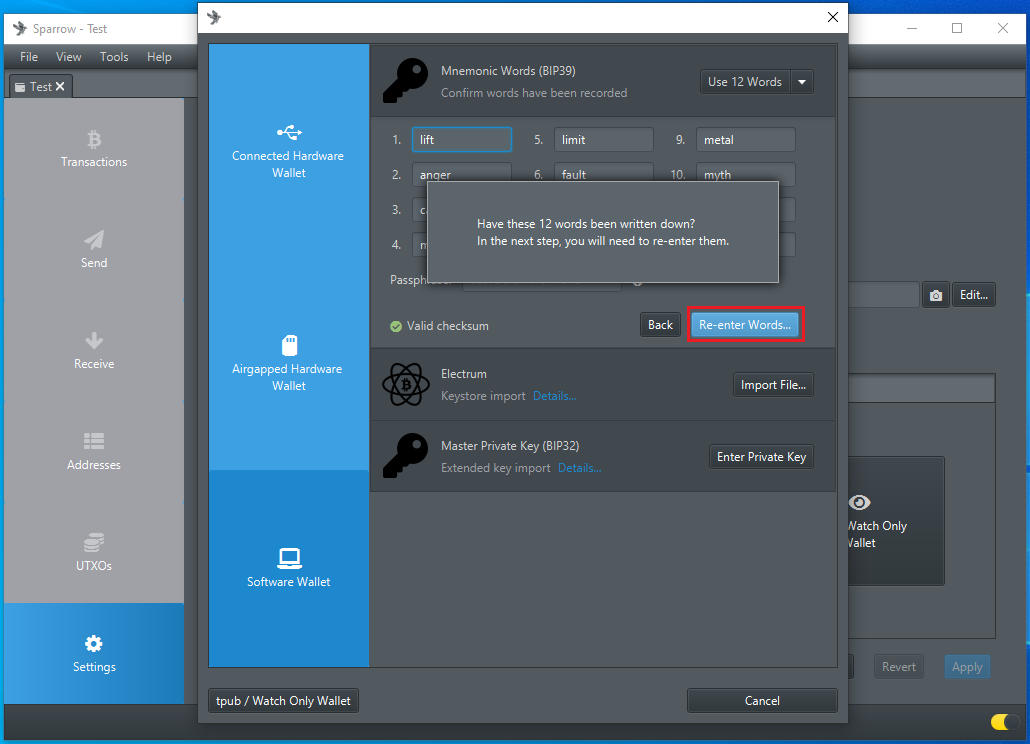 Sparrow - Test
File View Tools Help
Test
Transactions
Send
Receive
Addresses
UTXOs
Settings
Connected Hardware
Wallet
Airgapped Hardware
Wallet
Software Wallet
Mnemonic Words (BIP39)
Confirm words have been recorded
Use 12 Words
1. lift 5. limit 9. metal
2. anger 6. fault 10. myth
3.
4.
Have these 12 words been written down?
In the next step, you will need to re-enter them.
Valid checksum
Back
Re-enter Words...
Electrum
Keystore import Details...
Import File...
Master Private Key (BIP32)
Extended key import Details...
Enter Private Key
tpub / Watch Only Wallet
Cancel
Edit...
Watch Only
Wallet
Revert
Apply